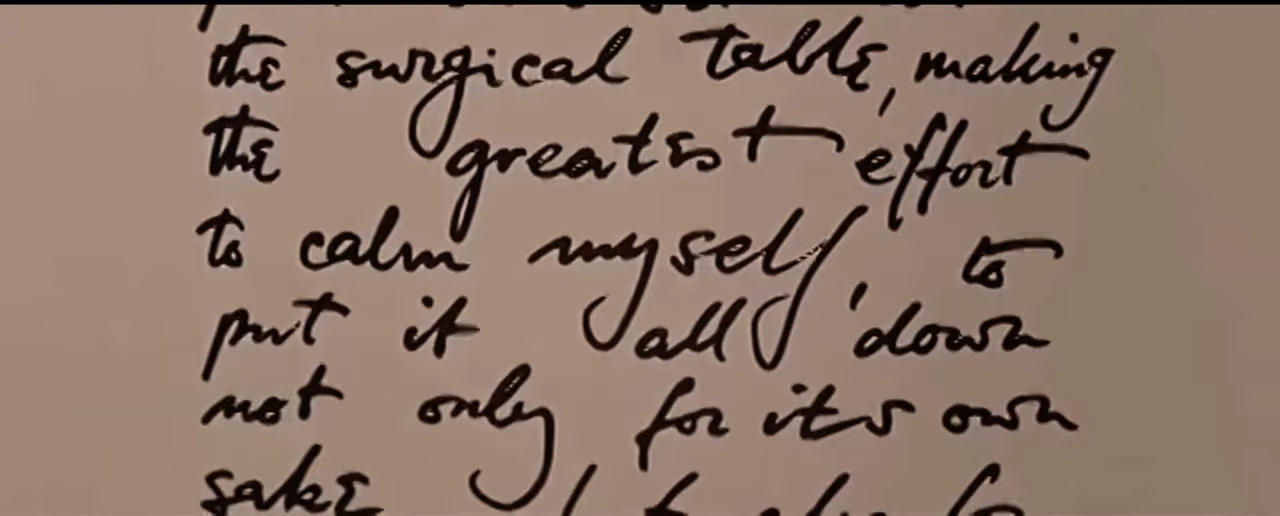 the surgical table, making
the greatest effort
to calm myself, to
put it all down
not only for its own
sake